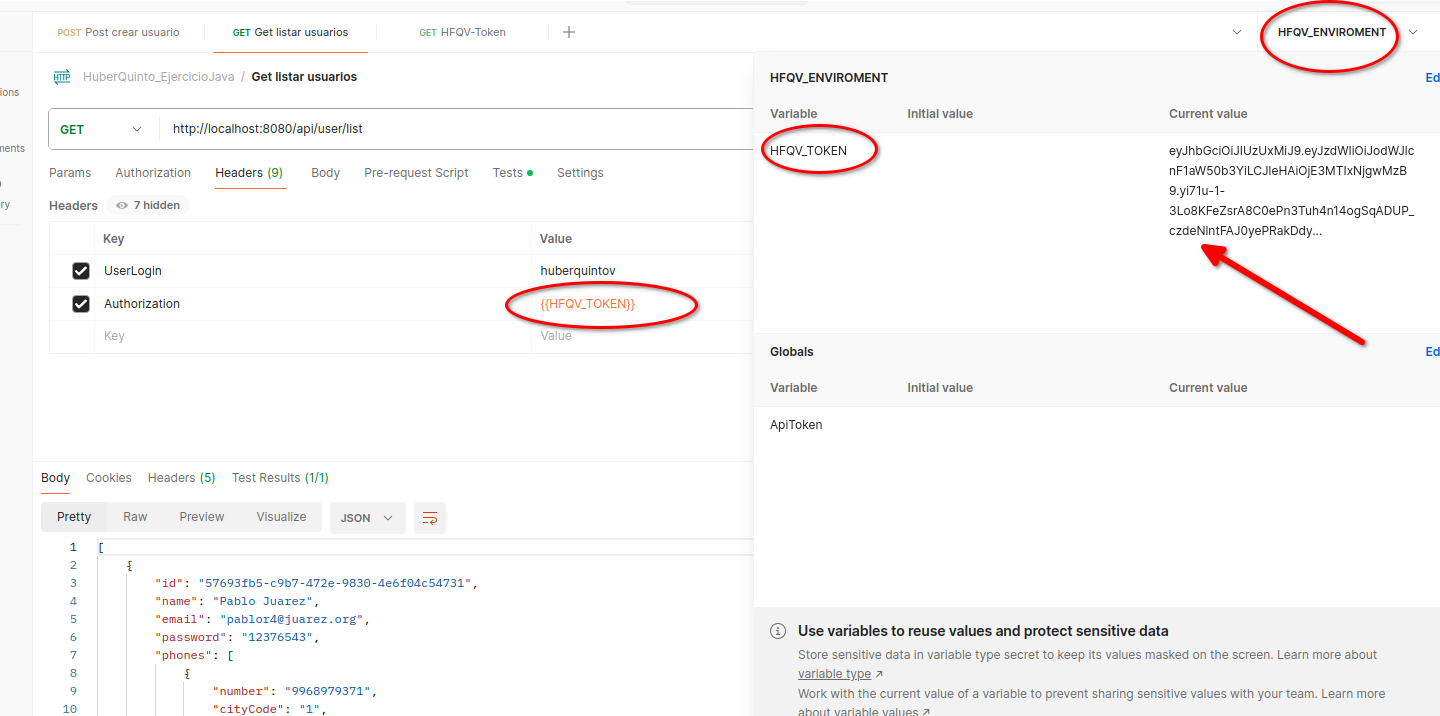 POST Post crear usuario
GET Get listar usuarios
GET HFQV-Token
HFQV_ENVIROMENT
HTTP HuberQuinto_EjercicioJava / Get listar usuarios
GET
http://localhost:8080/api/user/list
Params Authorization Headers (9) Body Pre-request Script Tests Settings
Headers 7 hidden
Key Value
UserLogin huberquintov
Authorization {{HFQV_TOKEN}}
Key Value
HFQV_ENVIROMENT Ed
Variable Initial value Current value
HFQV_TOKEN
eyJhbGciOiJIUzUxMiJ9.eyJzdWIiOiJodWJlc
nF1aW50b3YiLCJleHAiOjE3MTIxNjgwMzB
9.yi71u-1-
3Lo8KFeZsrA8C0ePn3Tuh4n14ogSqADUP_
czdeNlntFAJ0yePRakDdy...
Globals Ed
Variable Initial value Current value
ApiToken
Body Cookies Headers (5) Test Results (1/1)
Pretty Raw Preview Visualize JSON
1 [
2 {
3 "id": "57693fb5-c9b7-472e-9830-4e6f04c54731",
4 "name": "Pablo Juarez",
5 "email": "pablor4@juarez.org",
6 "password": "12376543",
7 "phones": [
8 {
9 "number": "9968979371",
10 "cityCode": "1",
Use variables to reuse values and protect sensitive data
Store sensitive data in variable type secret to keep its values masked on the screen. Learn more about
variable type ↗
Work with the current value of a variable to prevent sharing sensitive values with your team. Learn more
about variable values ↗
ions
ments
ry